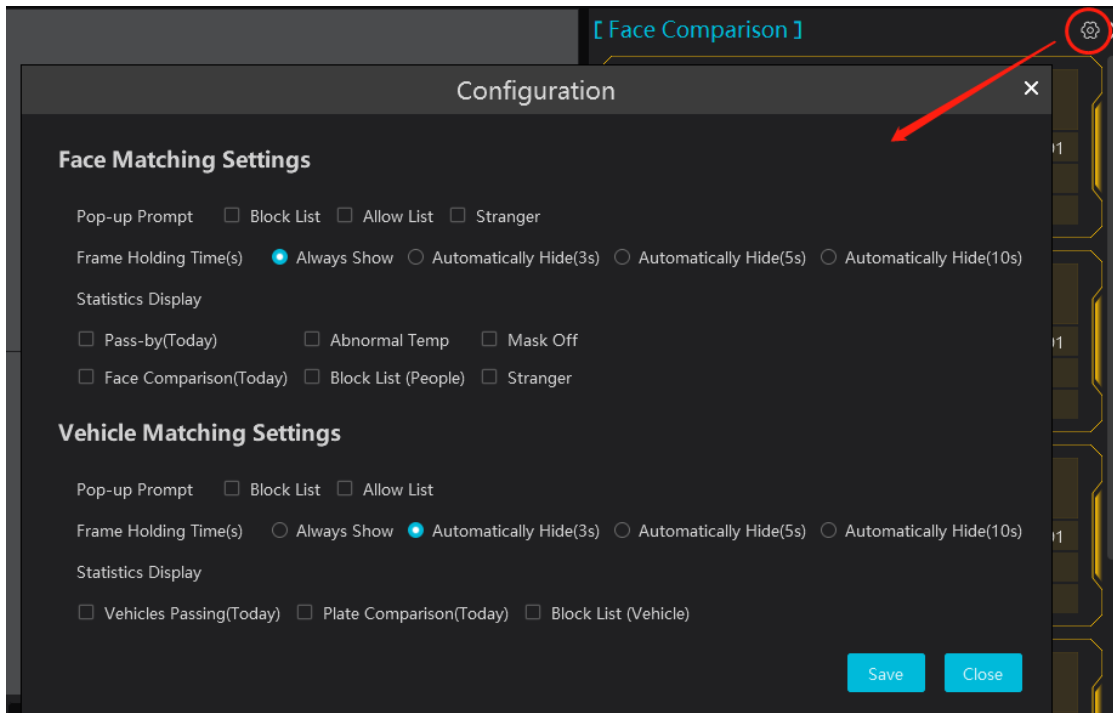 [ Face Comparison ]
Configuration
Face Matching Settings
Pop-up Prompt Block List Allow List Stranger
Frame Holding Time(s) Always Show Automatically Hide(3s) Automatically Hide(5s) Automatically Hide(10s)
Statistics Display
Pass-by(Today) Abnormal Temp Mask Off
Face Comparison(Today) Block List (People) Stranger
Vehicle Matching Settings
Pop-up Prompt Block List Allow List
Frame Holding Time(s) Always Show Automatically Hide(3s) Automatically Hide(5s) Automatically Hide(10s)
Statistics Display
Vehicles Passing(Today) Plate Comparison(Today) Block List (Vehicle)
Save Close